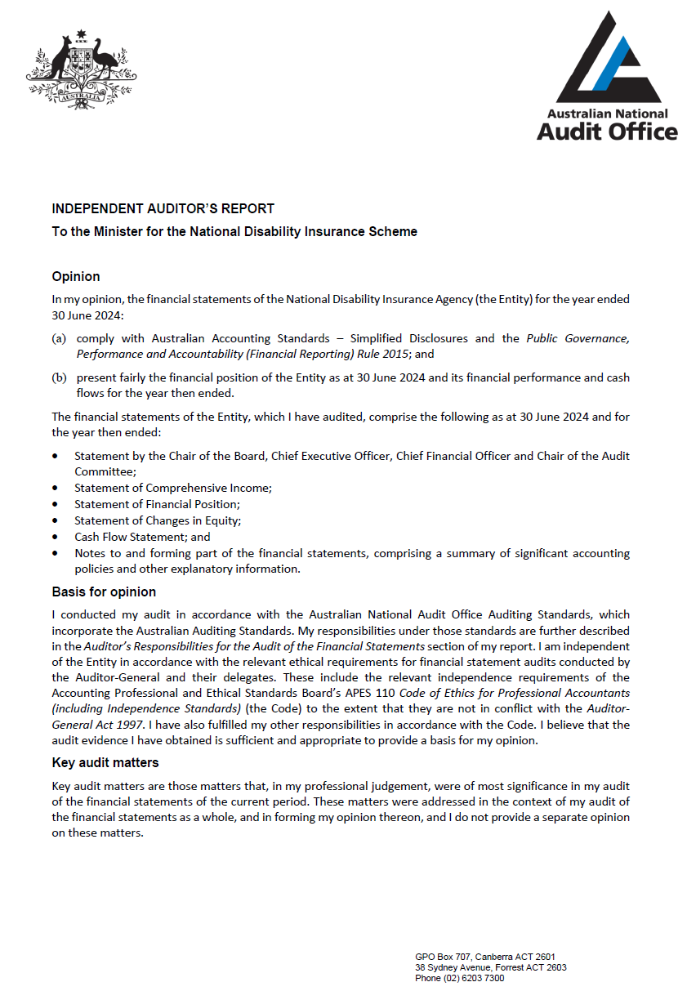 AUSTRALIA
Australian National
Audit Office
INDEPENDENT AUDITOR’S REPORT
To the Minister for the National Disability Insurance Scheme
Opinion
In my opinion, the financial statements of the National Disability Insurance Agency (the Entity) for the year ended
30 June 2024:
(a) comply with Australian Accounting Standards – Simplified Disclosures and the Public Governance,
Performance and Accountability (Financial Reporting) Rule 2015; and
(b) present fairly the financial position of the Entity as at 30 June 2024 and its financial performance and cash
flows for the year then ended.
The financial statements of the Entity, which I have audited, comprise the following as at 30 June 2024 and for
the year then ended:
• Statement by the Chair of the Board, Chief Executive Officer, Chief Financial Officer and Chair of the Audit
Committee;
• Statement of Comprehensive Income;
• Statement of Financial Position;
• Statement of Changes in Equity;
• Cash Flow Statement; and
• Notes to and forming part of the financial statements, comprising a summary of significant accounting
policies and other explanatory information.
Basis for opinion
I conducted my audit in accordance with the Australian National Audit Office Auditing Standards, which
incorporate the Australian Auditing Standards. My responsibilities under those standards are further described
in the Auditor’s Responsibilities for the Audit of the Financial Statements section of my report. I am independent
of the Entity in accordance with the relevant ethical requirements for financial statement audits conducted by
the Auditor-General and their delegates. These include the relevant independence requirements of the
Accounting Professional and Ethical Standards Board’s APES 110 Code of Ethics for Professional Accountants
(including Independence Standards) (the Code) to the extent that they are not in conflict with the Auditor-
General Act 1997. I have also fulfilled my other responsibilities in accordance with the Code. I believe that the
audit evidence I have obtained is sufficient and appropriate to provide a basis for my opinion.
Key audit matters
Key audit matters are those matters that, in my professional judgement, were of most significance in my audit
of the financial statements of the current period. These matters were addressed in the context of my audit of
the financial statements as a whole, and in forming my opinion thereon, and I do not provide a separate opinion
on these matters.
GPO Box 707, Canberra ACT 2601
38 Sydney Avenue, Forrest ACT 2603
Phone (02) 6203 7300